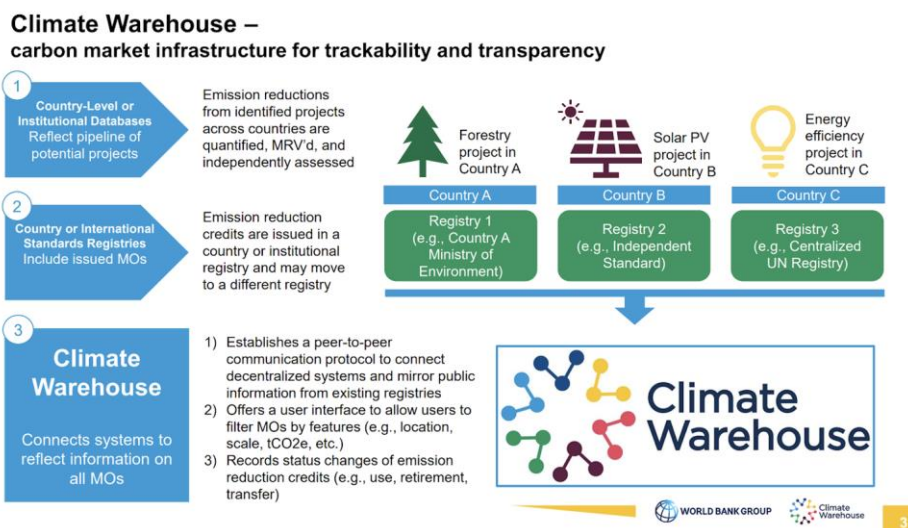 Climate Warehouse –
carbon market infrastructure for trackability and transparency
1
Country-Level or
Institutional Databases
Reflect pipeline of
potential projects
Emission reductions
from identified projects
across countries are
quantified, MRV'd, and
independently assessed
Forestry
project in
Country A
Solar PV
project in
Country B
Energy
efficiency
project in
Country C
Country A
Country B
Country C
2
Country or International
Standards Registries
Include issued MOs
Emission reduction
credits are issued in a
country or institutional
registry and may move
to a different registry
Registry 1
(e.g., Country A
Ministry of
Environment)
Registry 2
(e.g., Independent
Standard)
Registry 3
(e.g., Centralized
UN Registry)
3
Climate
Warehouse
Connects systems to
reflect information on
all MOs
1) Establishes a peer-to-peer
communication protocol to connect
decentralized systems and mirror public
information from existing registries
2) Offers a user interface to allow users to
filter MOs by features (e.g., location,
scale, tCO2e, etc.)
3) Records status changes of emission
reduction credits (e.g., use, retirement,
transfer)
Climate
Warehouse
WORLD BANK GROUP
Climate
Warehouse
3